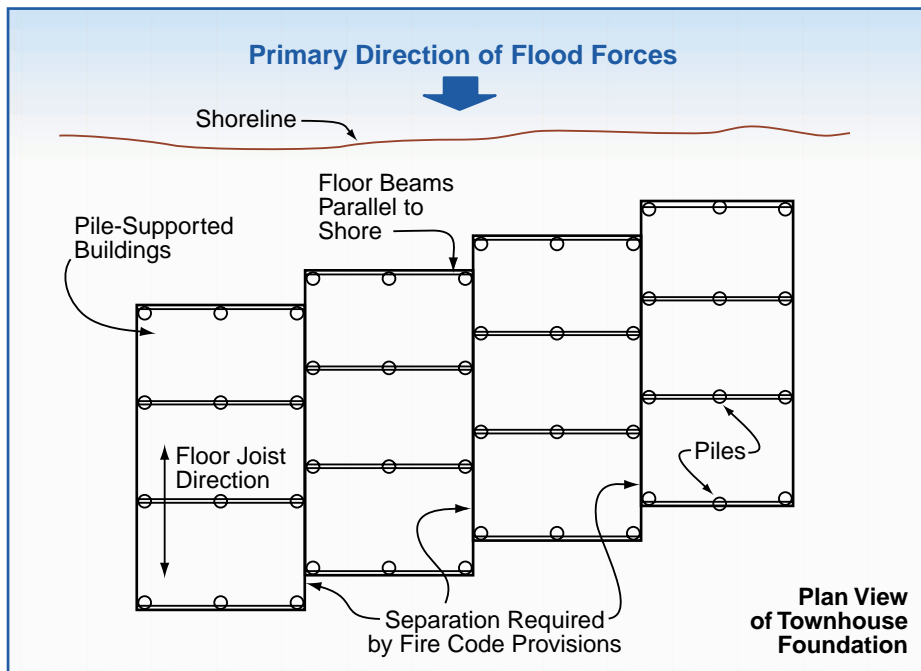 Primary Direction of Flood Forces
Shoreline
Floor Beams
Parallel to
Shore
Pile-Supported
Buildings
Floor Joist
Direction
Piles
Separation Required
by Fire Code Provisions
Plan View
of Townhouse
Foundation